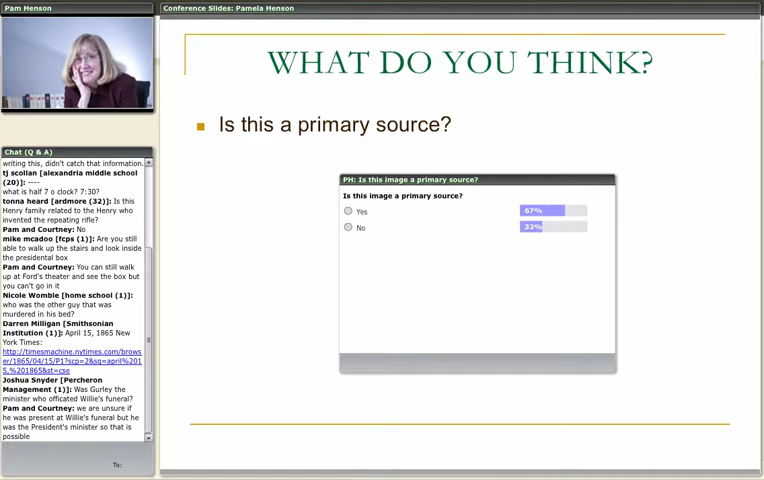 Pam Henson
Conference Slides: Pamela Henson
WHAT DO YOU THINK?
Is this a primary source?
PH: Is this image a primary source?
Is this image a primary source?
Yes 67%
No 33%
Chat (Q & A)
writing this, didn't catch that information.
tj scollan [alexandria middle school
(20)]: ----
what is half 7 o clock? 7:30?
tonna heard [ardmore (32)]: Is this
Henry family related to the Henry who
invented the repeating rifle?
Pam and Courtney: No
mike mcadoo [fcps (1)]: Are you still
able to walk up the stairs and look inside
the presidental box
Pam and Courtney: You can still walk
up at Ford's theater and see the box but
you can't go in it
Nicole Womble [home school (1)]:
who was the other guy that was
murdered in his bed?
Darren Milligan [Smithsonian
Institution (1)]: April 15, 1865 New
York Times:
http://timesmachine.nytimes.com/brows
er/1865/04/15/P1?scp=2&sq=april%201
5,%201865&st=cse
Joshua Snyder [Percheron
Management (1)]: Was Gurley the
minister who officated Willie's funeral?
Pam and Courtney: we are unsure if
he was present at Willie's funeral but he
was the President's minister so that is
possible
To: